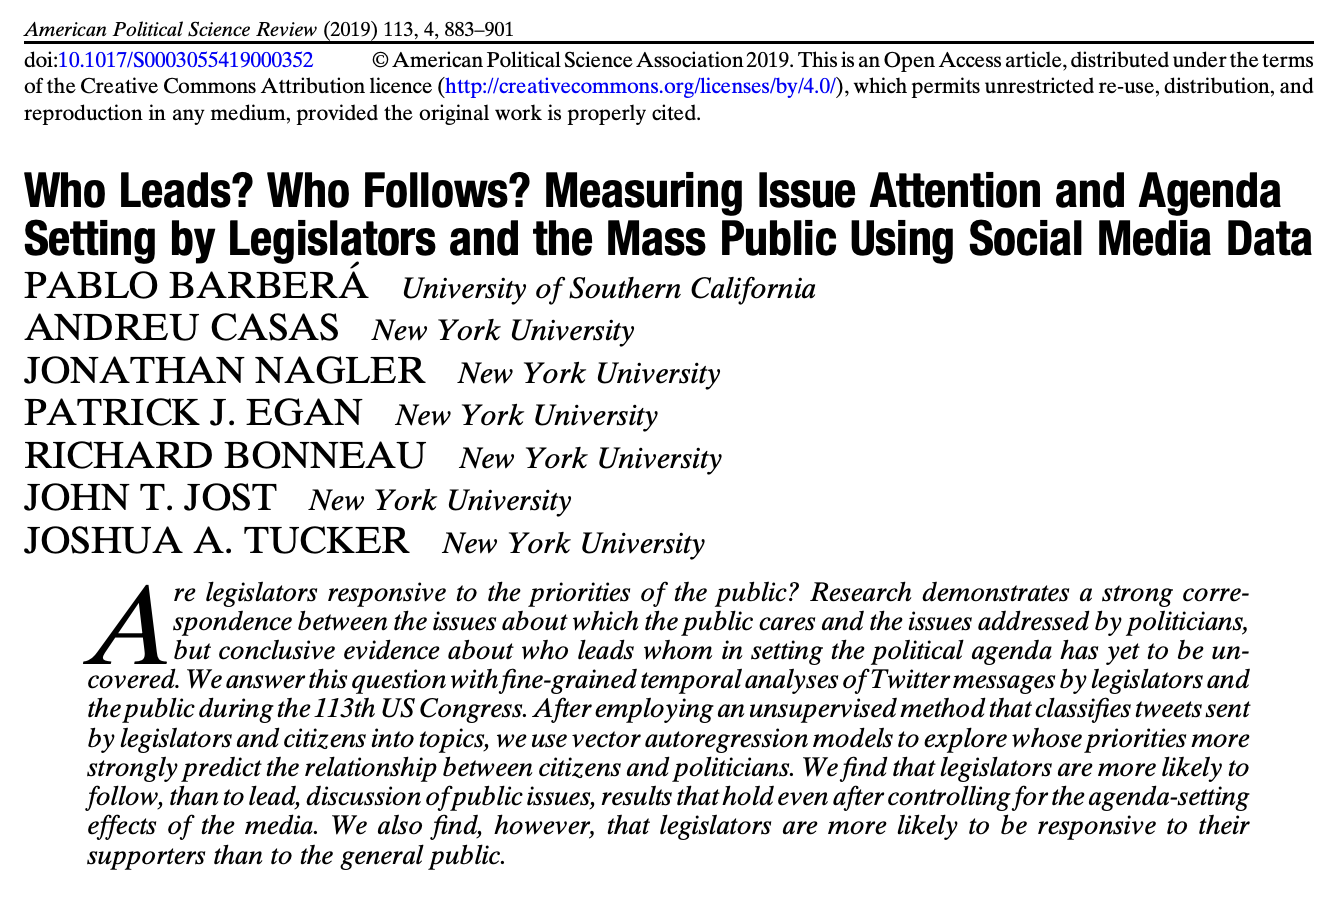 American Political Science Review (2019) 113, 4, 883–901
doi:10.1017/S0003055419000352 © American Political Science Association 2019. This is an Open Access article, distributed under the terms
of the Creative Commons Attribution licence (http://creativecommons.org/licenses/by/4.0/), which permits unrestricted re-use, distribution, and
reproduction in any medium, provided the original work is properly cited.
Who Leads? Who Follows? Measuring Issue Attention and Agenda
Setting by Legislators and the Mass Public Using Social Media Data
PABLO BARBERÁ University of Southern California
ANDREU CASAS New York University
JONATHAN NAGLER New York University
PATRICK J. EGAN New York University
RICHARD BONNEAU New York University
JOHN T. JOST New York University
JOSHUA A. TUCKER New York University
Are legislators responsive to the priorities of the public? Research demonstrates a strong corre-
spondence between the issues about which the public cares and the issues addressed by politicians,
but conclusive evidence about who leads whom in setting the political agenda has yet to be un-
covered. We answer this question with fine-grained temporal analyses of Twitter messages by legislators and
the public during the 113th US Congress. After employing an unsupervised method that classifies tweets sent
by legislators and citizens into topics, we use vector autoregression models to explore whose priorities more
strongly predict the relationship between citizens and politicians. We find that legislators are more likely to
follow, than to lead, discussion of public issues, results that hold even after controlling for the agenda-setting
effects of the media. We also find, however, that legislators are more likely to be responsive to their
supporters than to the general public.